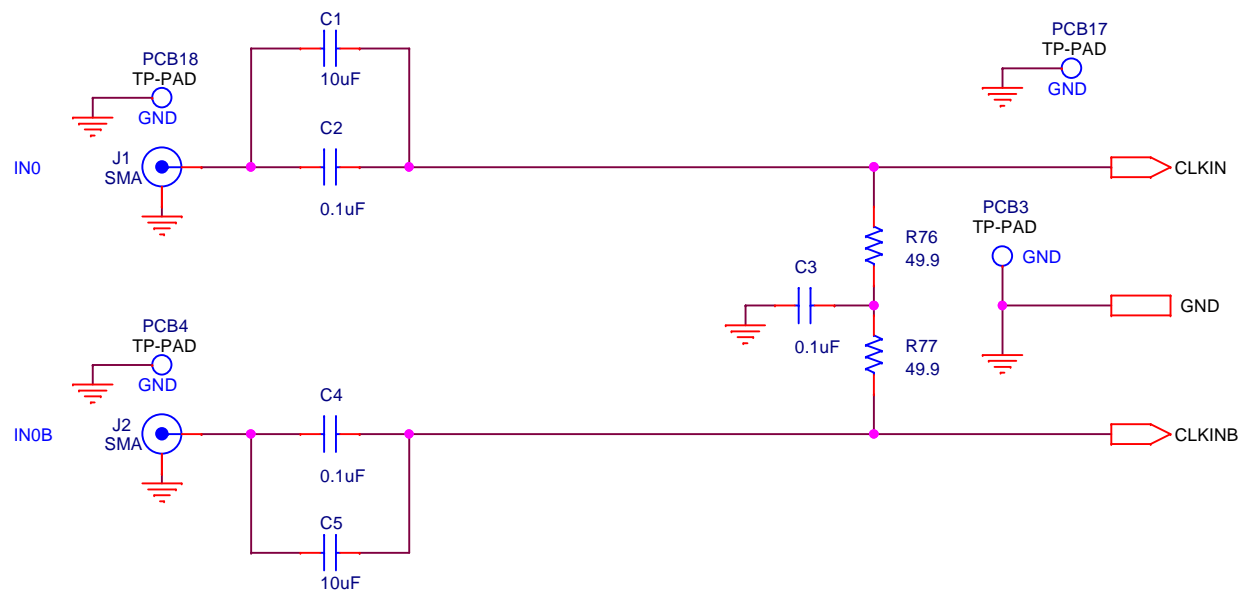 C1
10uF
PCB18
TP-PAD
GND
PCB17
TP-PAD
GND
C2
0.1uF
IN0
J1
SMA
CLKIN
R76
49.9
PCB3
TP-PAD
GND
C3
0.1uF
GND
R77
49.9
PCB4
TP-PAD
GND
C4
0.1uF
IN0B
J2
SMA
CLKINB
C5
10uF